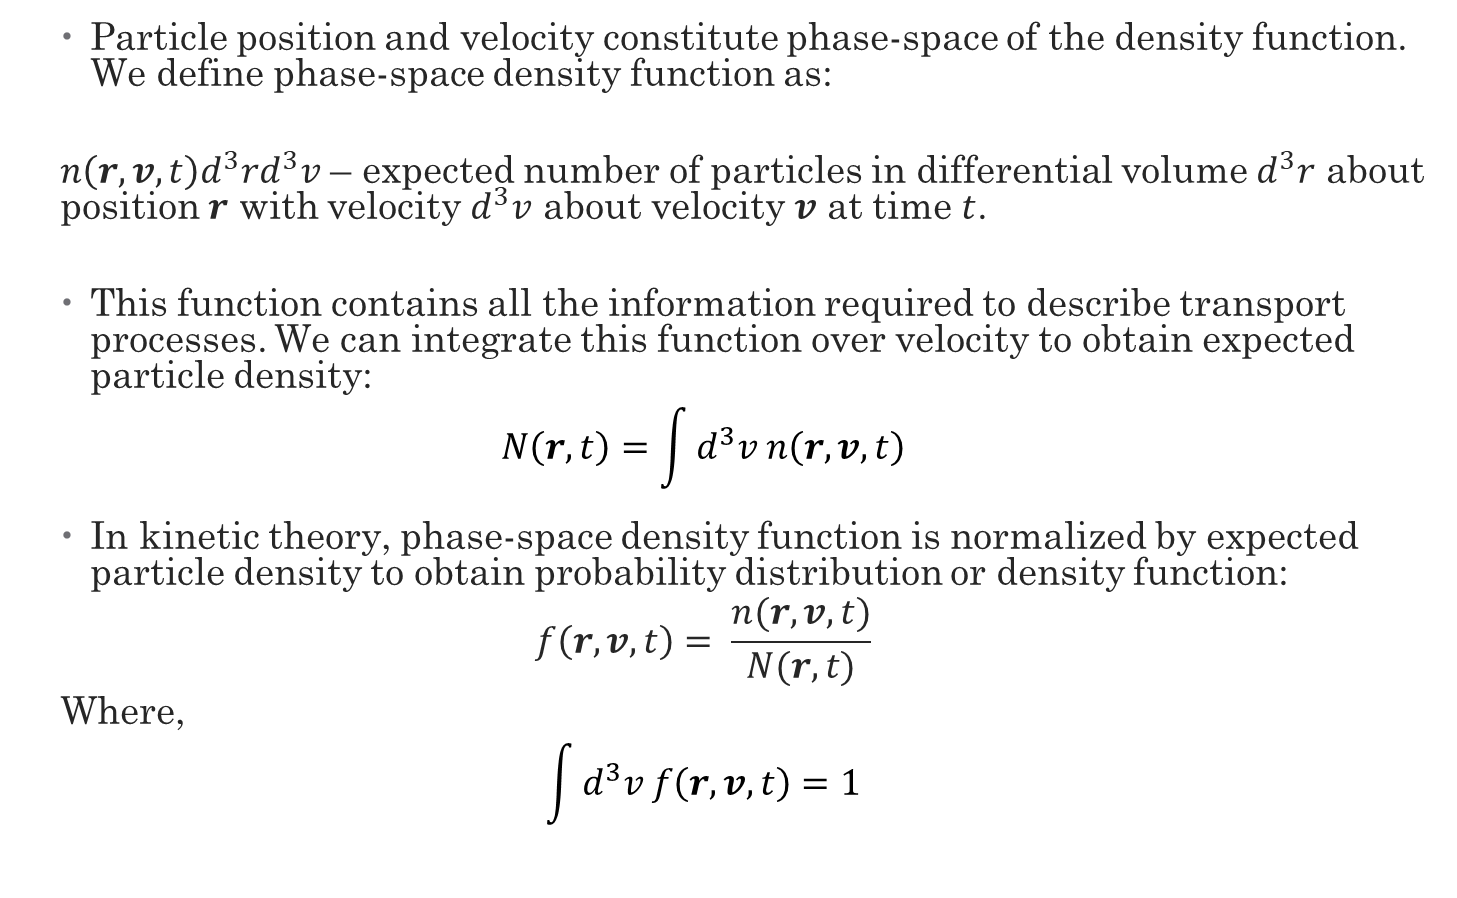 • Particle position and velocity constitute phase-space of the density function.
We define phase-space density function as:
n(r, v, t)d³rd³v – expected number of particles in differential volume d³r about
position r with velocity d³v about velocity v at time t.
• This function contains all the information required to describe transport
processes. We can integrate this function over velocity to obtain expected
particle density:
N(r, t) = ∫ d³v n(r, v, t)
• In kinetic theory, phase-space density function is normalized by expected
particle density to obtain probability distribution or density function:
f(r, v, t) = n(r, v, t) / N(r, t)
Where,
∫ d³v f(r, v, t) = 1